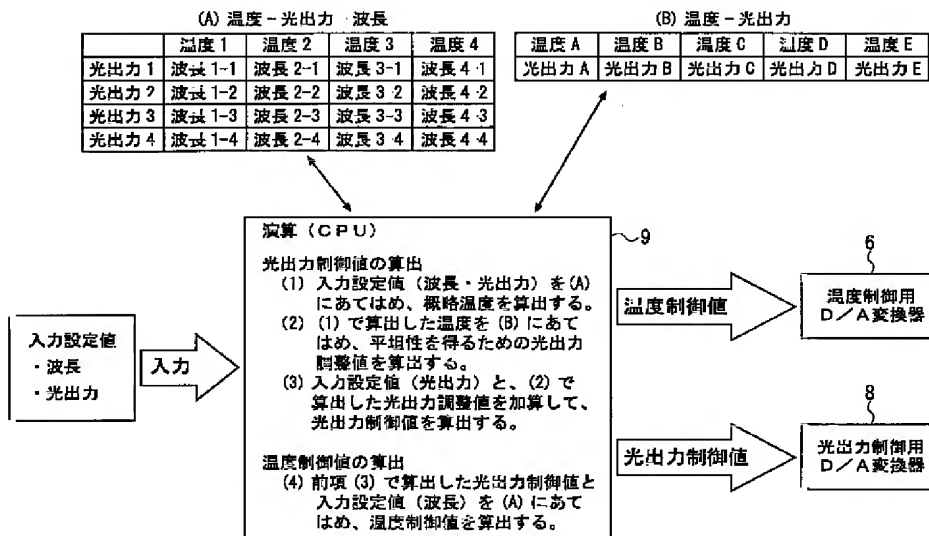 (A) 温度－光出力 波長
温度1 温度2 温度3 温度4
光出力1 波長1-1 波長2-1 波長3-1 波長4･1
光出力2 波長1-2 波長2-2 波長3･2 波長4･2
光出力3 波長1-3 波長2-3 波長3-3 波長4･3
光出力4 波長1-4 波長2-4 波長3･4 波長4･4
(B) 温度－光出力
温度A 温度B 温度C 温度D 温度E
光出力A 光出力B 光出力C 光出力D 光出力E
入力設定値
・波長
・光出力
入力
演算（ＣＰＵ）
光出力制御値の算出
(1) 入力設定値（波長・光出力）を(A)
にあてはめ、概略温度を算出する。
(2) (1)で算出した温度を(B)にあて
はめ、平坦性を得るための光出力
調整値を算出する。
(3) 入力設定値（光出力）と、(2)で
算出した光出力調整値を加算して、
光出力制御値を算出する。
温度制御値の算出
(4) 前項(3)で算出した光出力制御値と
入力設定値（波長）を(A)にあて
はめ、温度制御値を算出する。
9
温度制御値
6
温度制御用
Ｄ／Ａ変換器
光出力制御値
8
光出力制御用
Ｄ／Ａ変換器